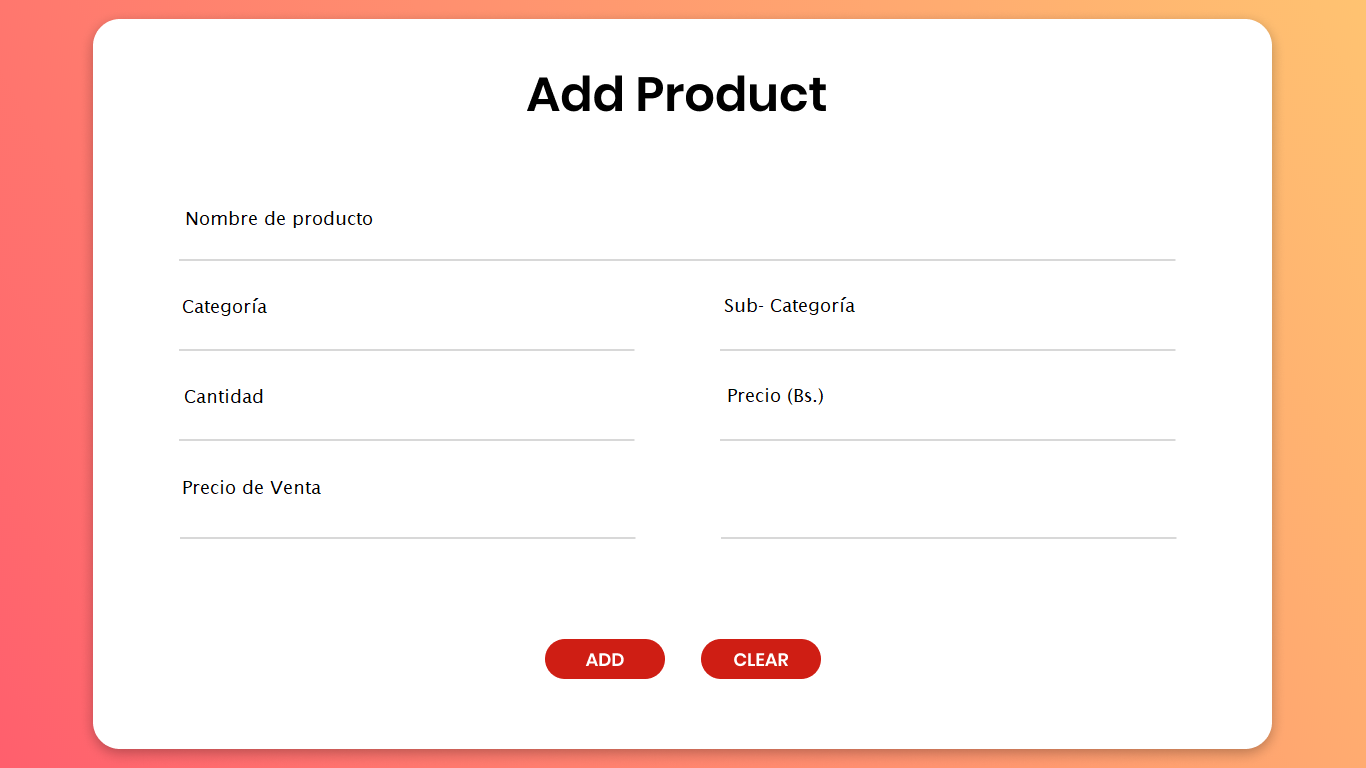 Add Product
Nombre de producto
Categoría
Sub- Categoría
Cantidad
Precio (Bs.)
Precio de Venta
ADD
CLEAR